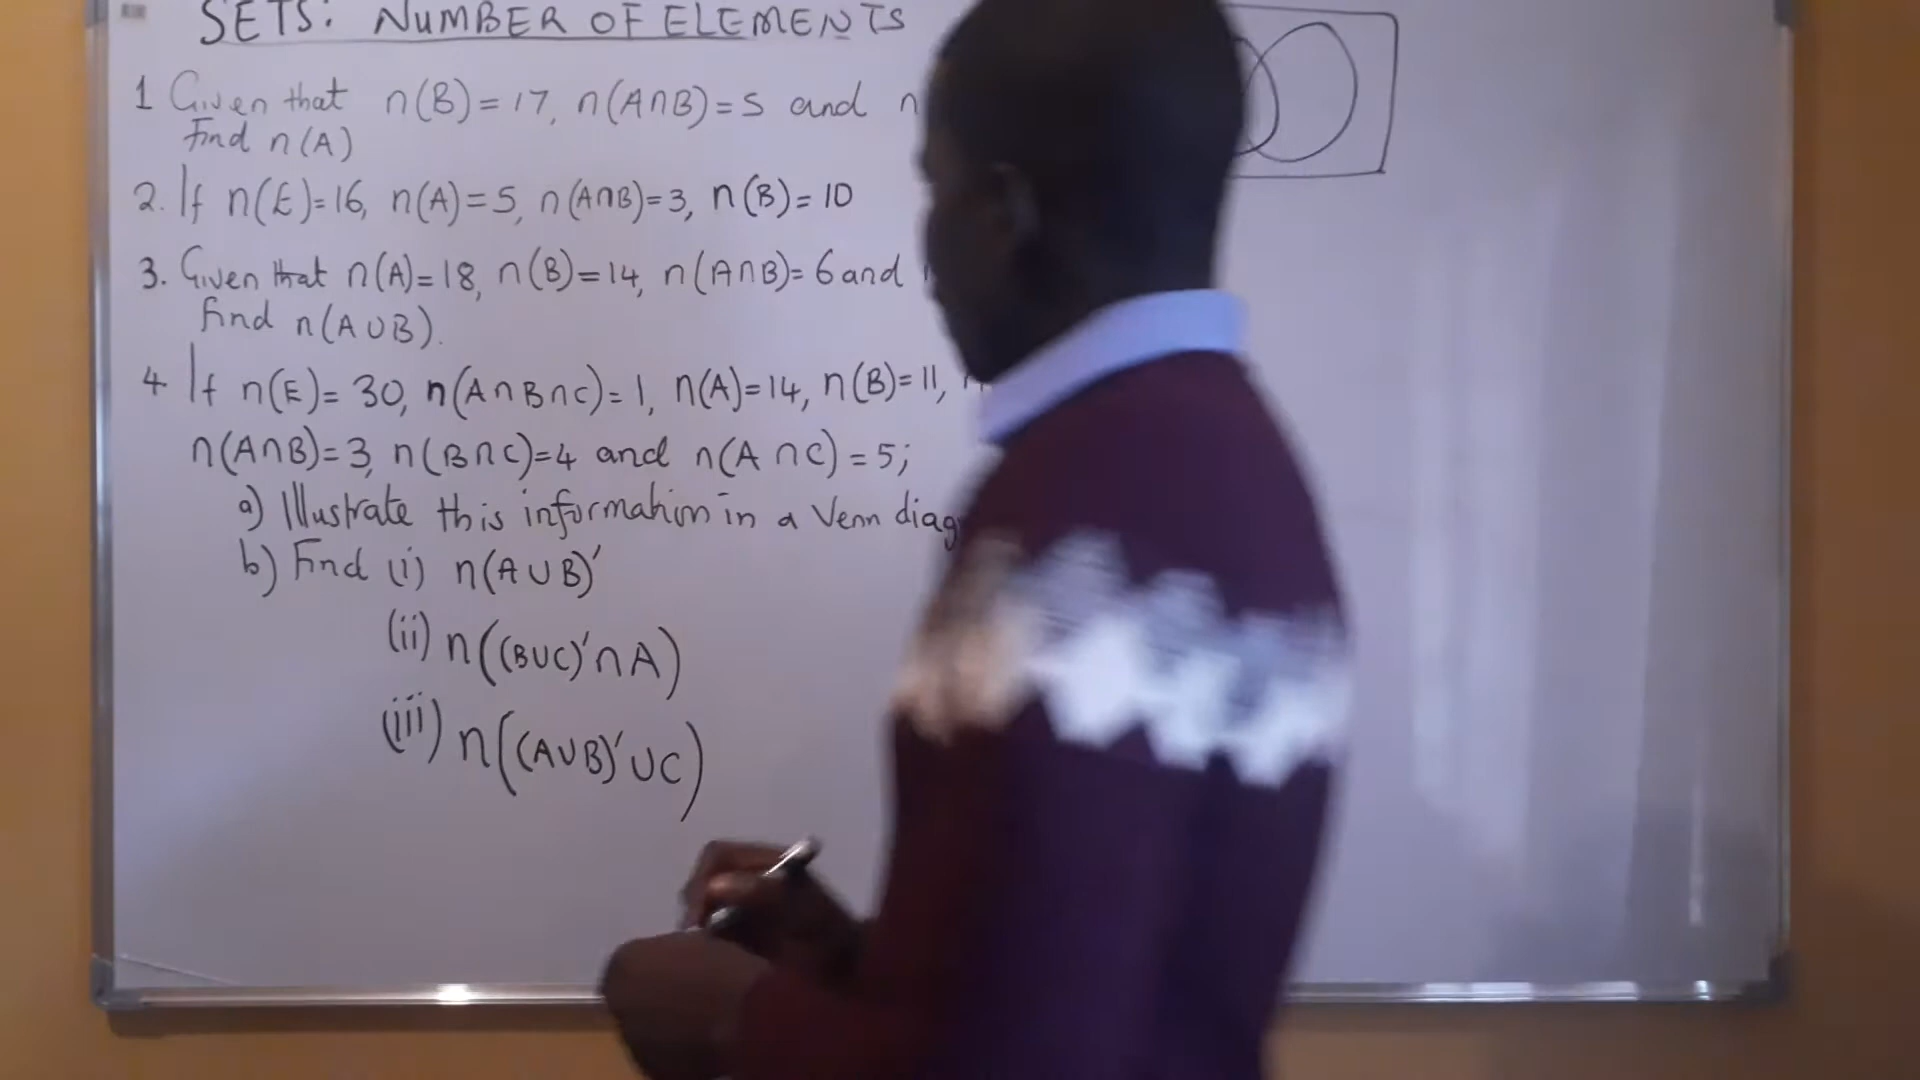 SETS: NUMBER OF ELEMENTS
1 Given that n(B)=17, n(A∩B)=5 and n
Find n(A)
2. If n(E)=16, n(A)=5, n(A∩B)=3, n(B)=10
3. Given that n(A)=18, n(B)=14, n(A∩B)=6 and
find n(A∪B).
4 If n(E)=30, n(A∩B∩C)=1, n(A)=14, n(B)=11,
n(A∩B)=3, n(B∩C)=4 and n(A∩C)=5;
a) Illustrate this information in a Venn diag
b) Find (i) n(A∪B)'
(ii) n((B∪C)'∩A)
(iii) n((A∪B)'∪C)